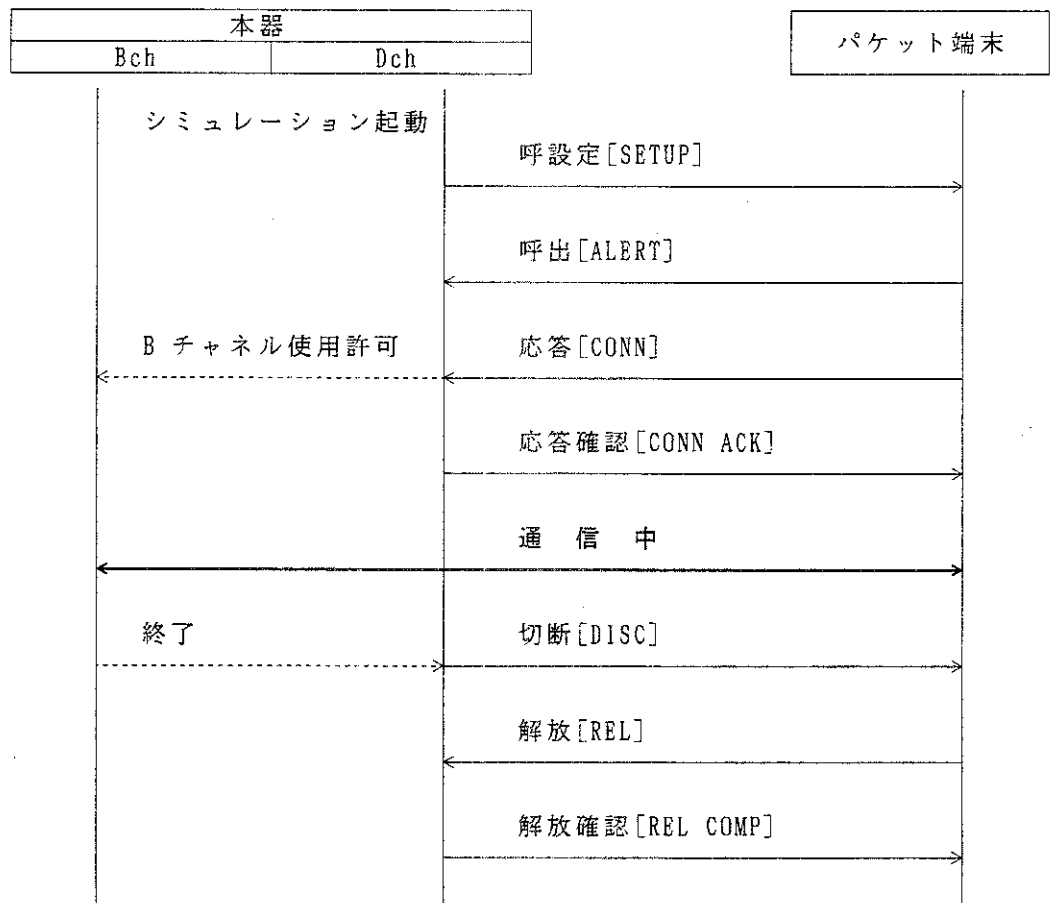 本器
Bch Dch
パケット端末
シミュレーション起動
呼設定[SETUP]
呼出[ALERT]
B チャネル使用許可
応答[CONN]
応答確認[CONN ACK]
通 信 中
終了
切断[DISC]
解放[REL]
解放確認[REL COMP]